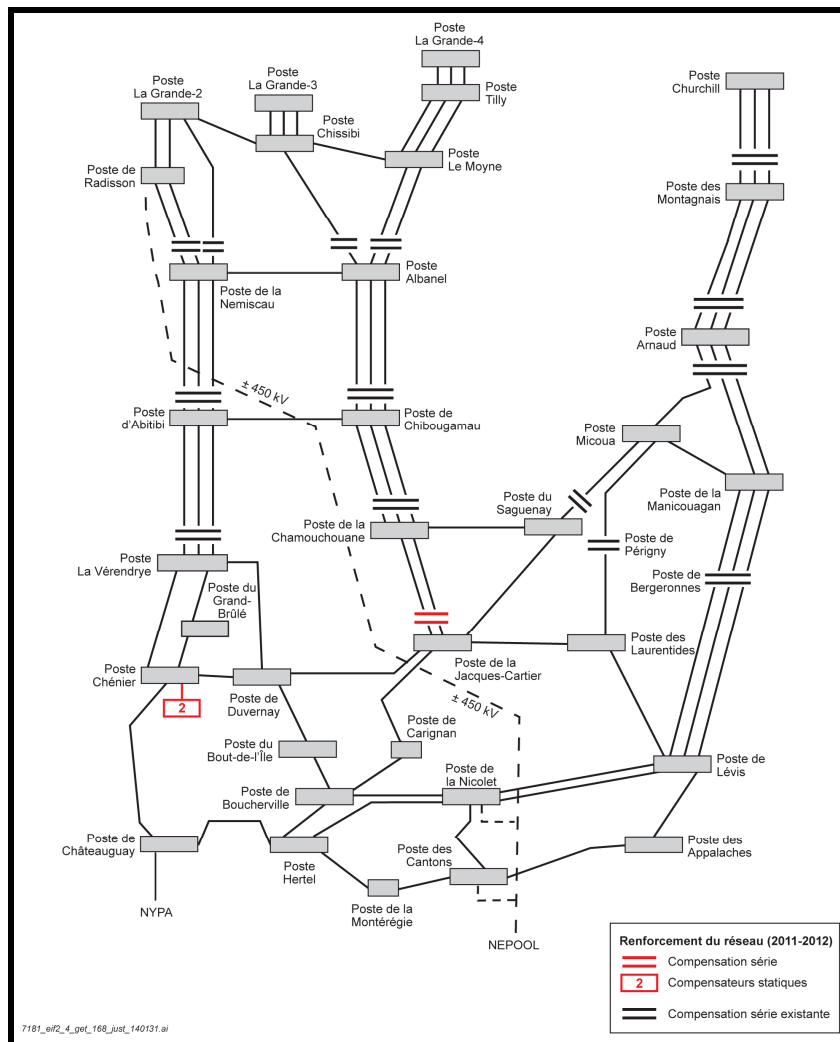 Poste
La Grande-4
Poste
La Grande-2
Poste
La Grande-3
Poste
Tilly
Poste
Churchill
Poste
Chissibi
Poste
Le Moyne
Poste de
Radisson
Poste des
Montagnais
Poste de la
Nemiscau
Poste
Albanel
Poste
Arnaud
± 450 kV
Poste
d'Abitibi
Poste de
Chibougamau
Poste
Micoua
Poste de la
Manicouagan
Poste du
Saguenay
Poste de la
Chamouchouane
Poste de
Périgny
Poste de
Bergeronnes
Poste
La Vérendrye
Poste du
Grand-
Brûlé
Poste des
Laurentides
Poste de la
Jacques-Cartier
Poste
Chénier
2
Poste de
Duvernay
± 450 kV
Poste de
Carignan
Poste du
Bout-de-l'Île
Poste de
la Nicolet
Poste de
Lévis
Poste de
Boucherville
Poste de
Châteauguay
Poste
Hertel
Poste des
Cantons
Poste des
Appalaches
Poste de la
Montérégie
NYPA
NEPOOL
Renforcement du réseau (2011-2012)
Compensation série
2 Compensateurs statiques
Compensation série existante
7181_eif2_4_get_168_just_140131.ai